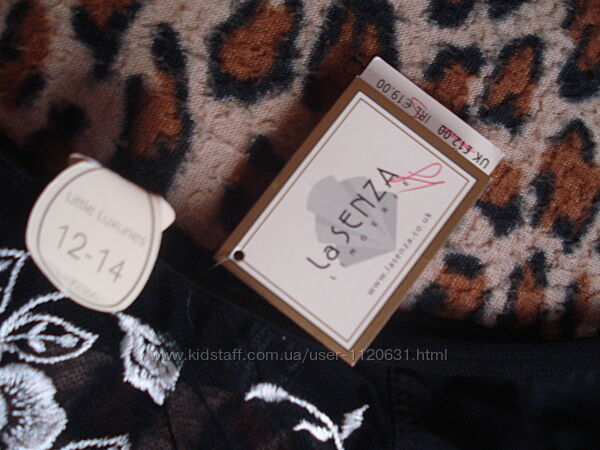 UK £12.00 IRL €19.00
La SENZA
LINGERIE
www.lasenza.co.uk
Little Luxuries
12-14
www.kidstaff.com.ua/user-1120631.html